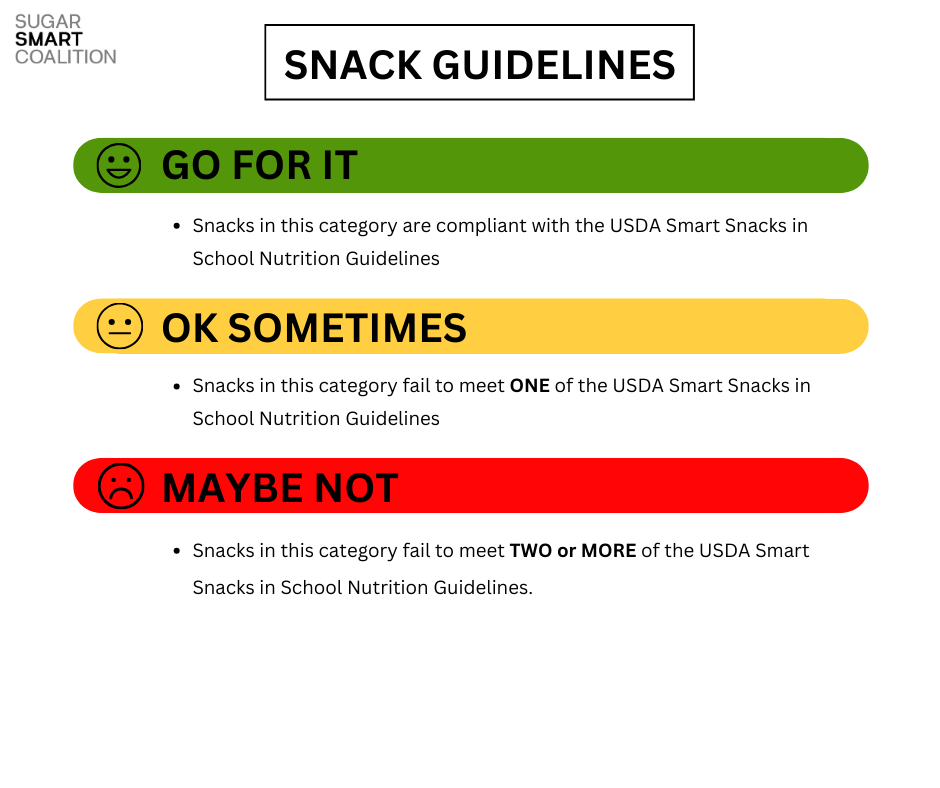 SUGAR
SMART
COALITION
SNACK GUIDELINES
GO FOR IT
• Snacks in this category are compliant with the USDA Smart Snacks in
School Nutrition Guidelines
OK SOMETIMES
• Snacks in this category fail to meet ONE of the USDA Smart Snacks in
School Nutrition Guidelines
MAYBE NOT
• Snacks in this category fail to meet TWO or MORE of the USDA Smart
Snacks in School Nutrition Guidelines.